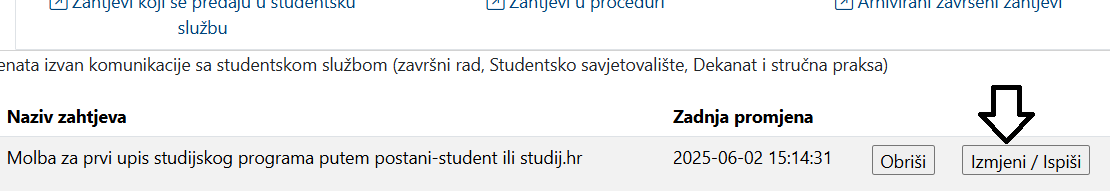 Zahtjevi koji se predaju u studentsku
službu
Zahtjevi u proceduri
Arhivirani završeni zahtjevi
enata izvan komunikacije sa studentskom službom (završni rad, Studentsko savjetovalište, Dekanat i stručna praksa)
Naziv zahtjeva Zadnja promjena
Molba za prvi upis studijskog programa putem postani-student ili studij.hr 2025-06-02 15:14:31 Obriši Izmjeni / Ispiši